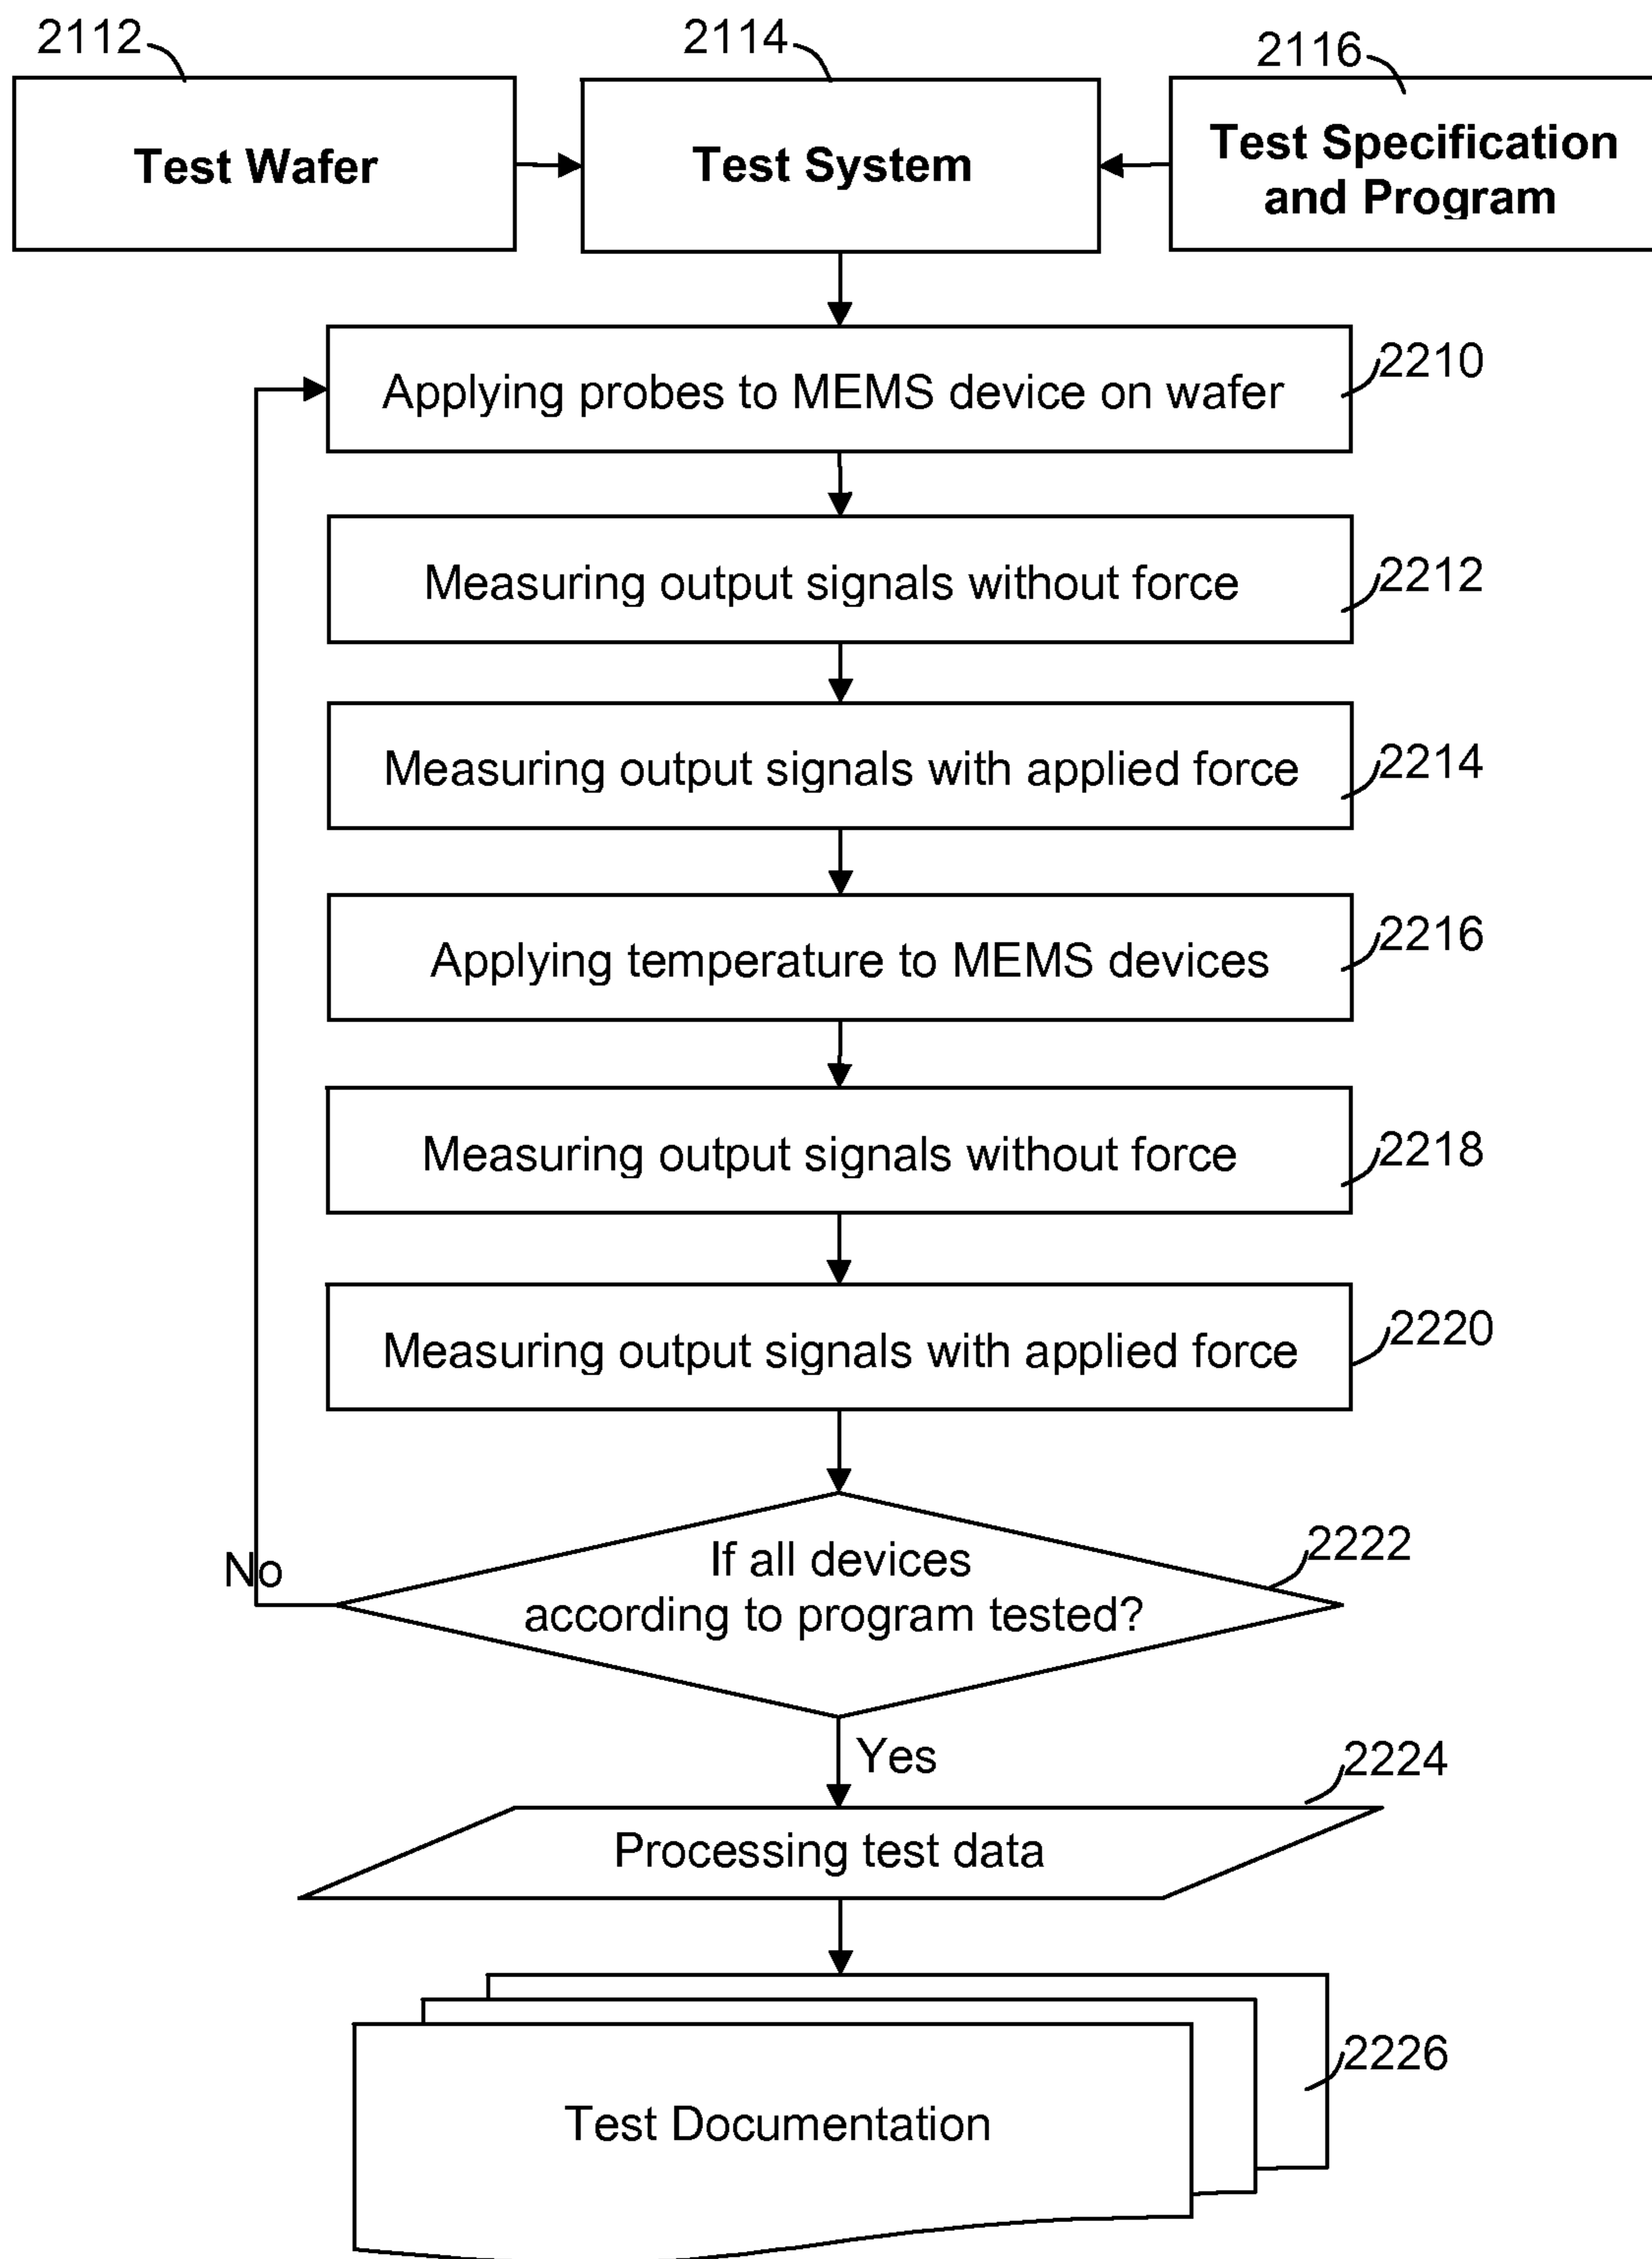 2112
2114
2116
Test Wafer
Test System
Test Specification
and Program
Applying probes to MEMS device on wafer
2210
Measuring output signals without force
2212
Measuring output signals with applied force
2214
Applying temperature to MEMS devices
2216
Measuring output signals without force
2218
Measuring output signals with applied force
2220
If all devices
according to program tested?
2222
No
Yes
2224
Processing test data
2226
Test Documentation